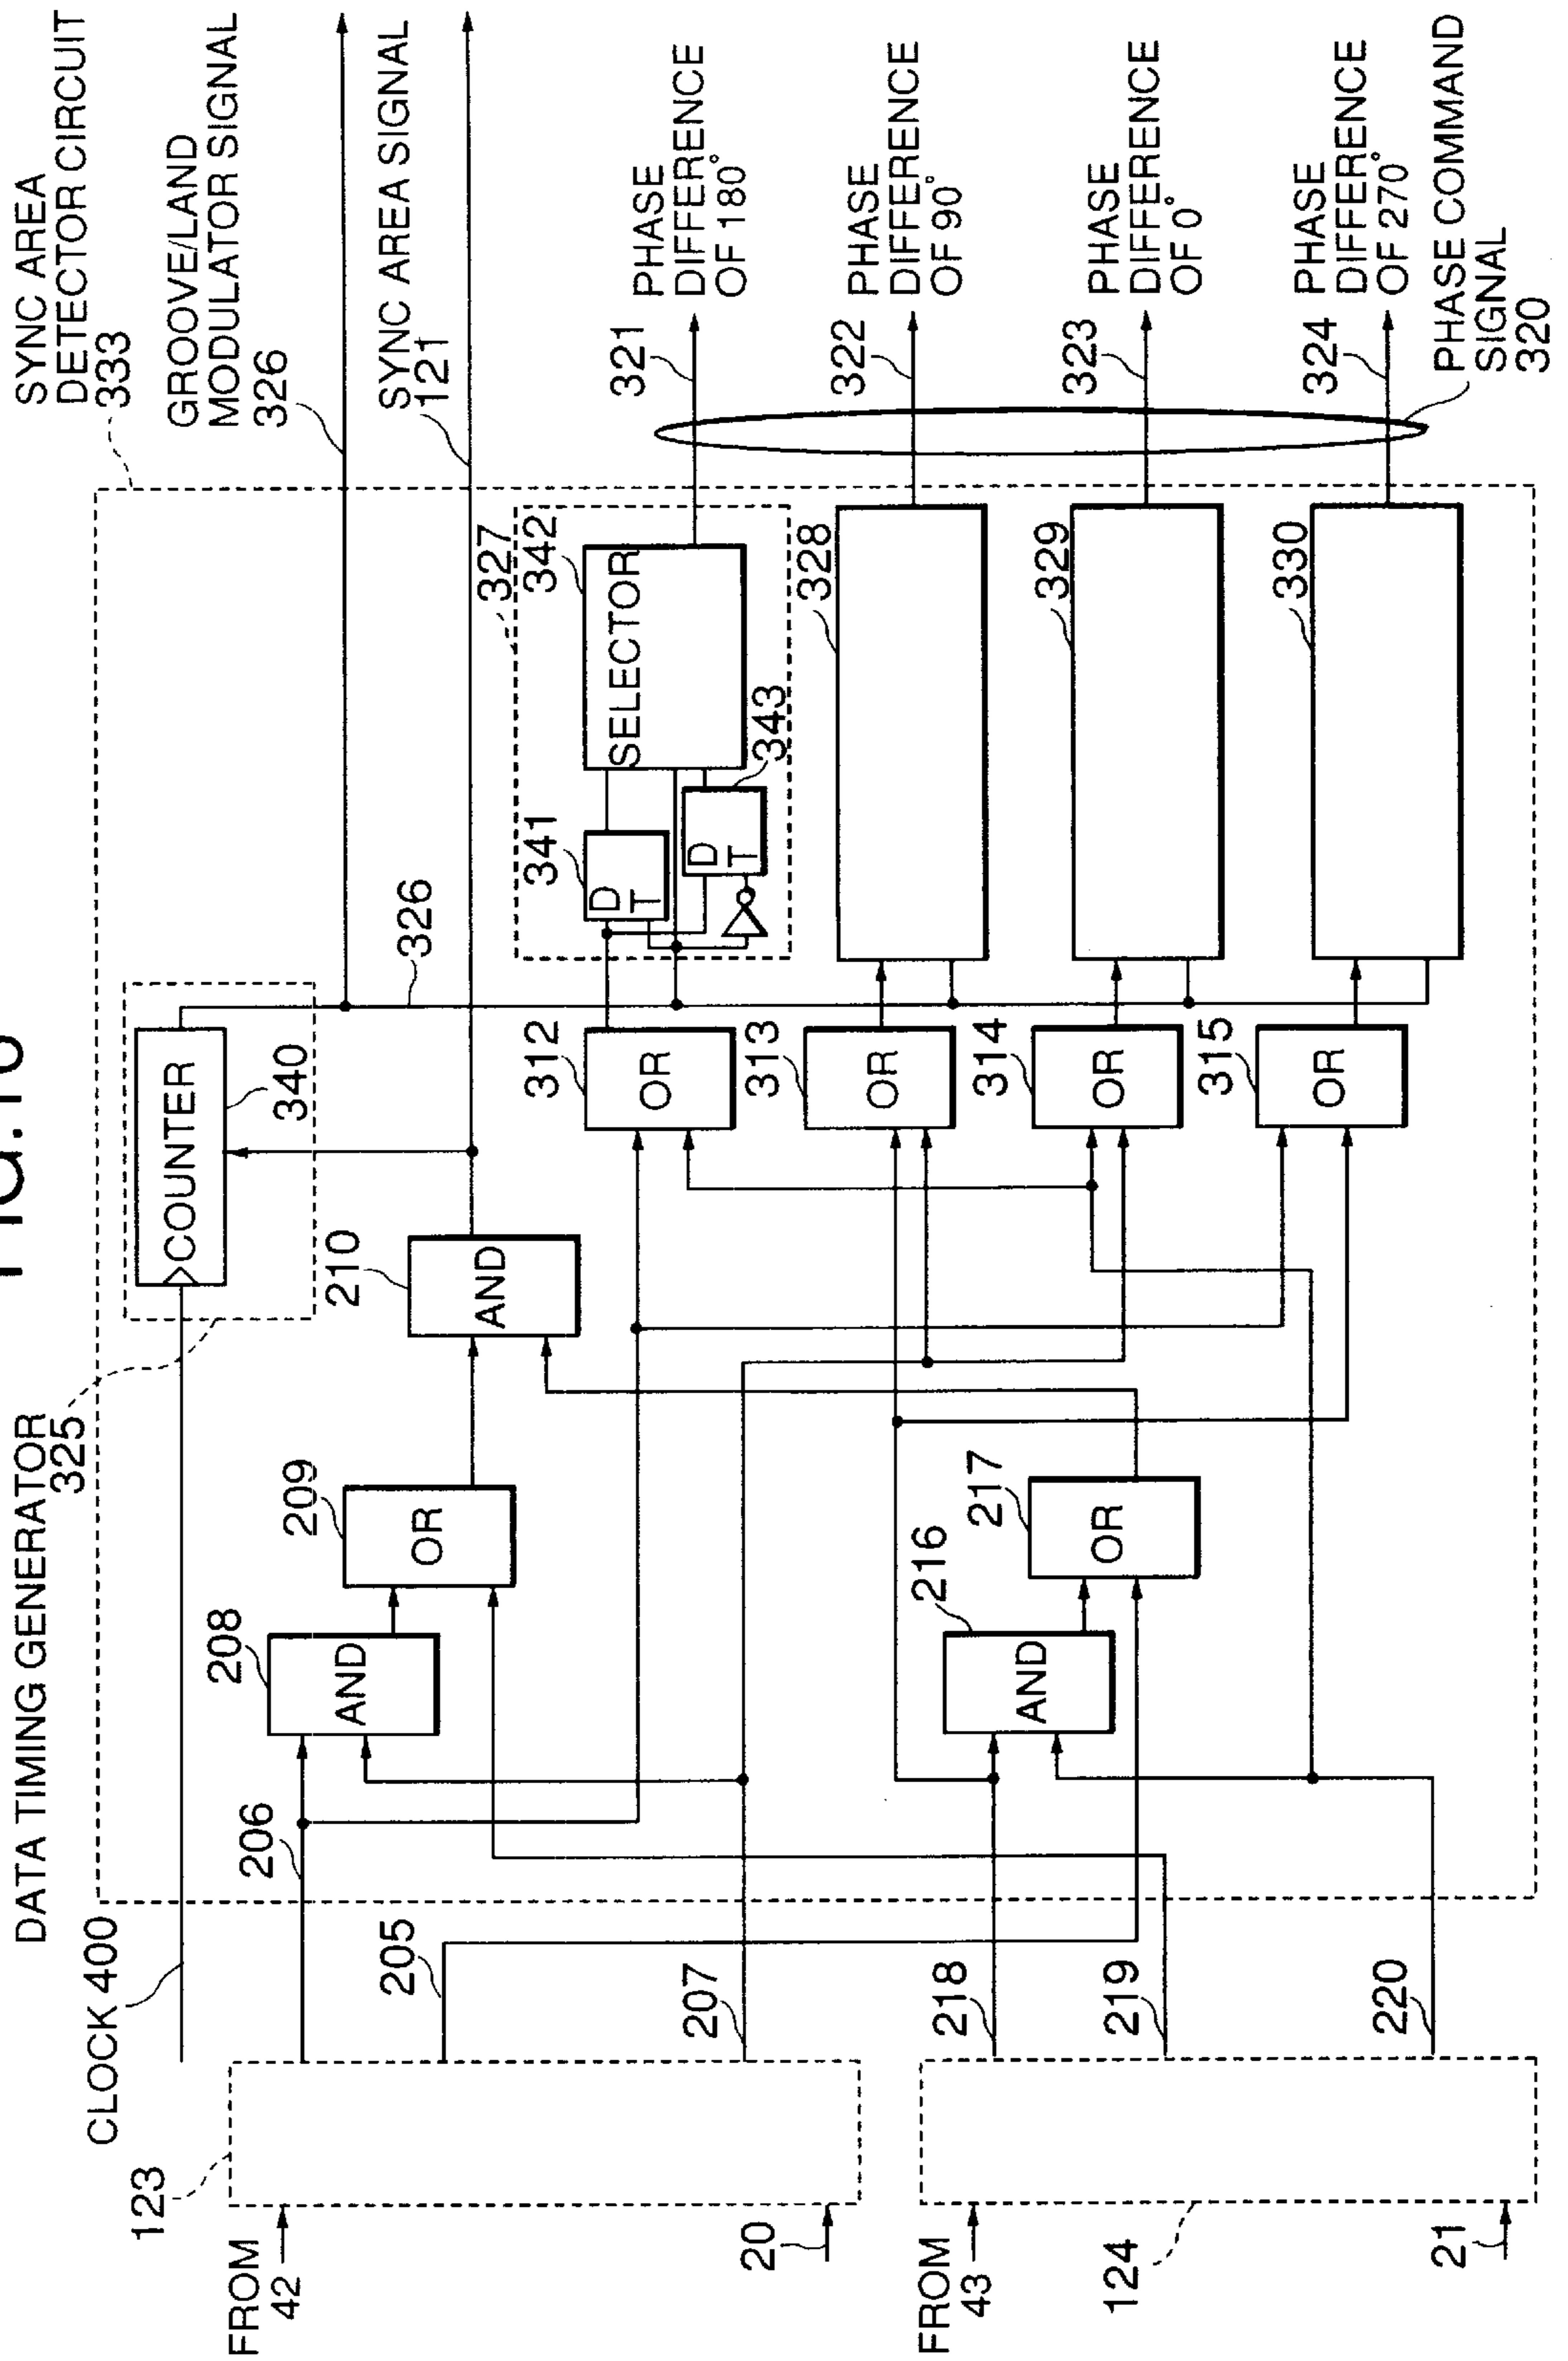 FIG.16
SYNC AREA
DETECTOR CIRCUIT
333
GROOVE/LAND
MODULATOR SIGNAL
326
SYNC AREA SIGNAL
121
DATA TIMING GENERATOR
325
COUNTER
340
326
CLOCK 400
206
205
207
208
AND
209
OR
210
AND
218
219
220
216
AND
217
OR
312
OR
313
OR
314
OR
315
OR
327
341
D
T
D
T
343
342
SELECTOR
328
329
330
321
PHASE
DIFFERENCE
OF 180°
322
PHASE
DIFFERENCE
OF 90°
323
PHASE
DIFFERENCE
OF 0°
324
PHASE
DIFFERENCE
OF 270°
PHASE COMMAND
SIGNAL
320
123
FROM
42
20
FROM
43
124
21